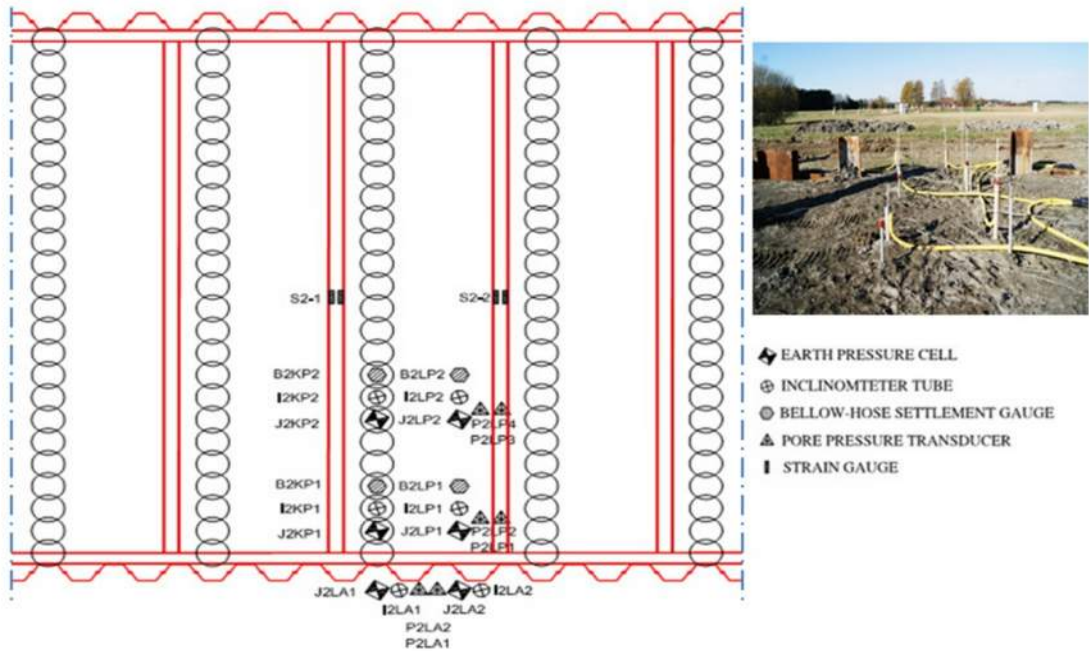 S2-1
S2-2
B2KP2
B2LP2
I2KP2
I2LP2
J2KP2
J2LP2
P2LP4
P2LP3
B2KP1
B2LP1
I2KP1
I2LP1
J2KP1
J2LP1
P2LP2
P2LP1
J2LA1
I2LA2
I2LA1
J2LA2
P2LA2
P2LA1
EARTH PRESSURE CELL
INCLINOMTETER TUBE
BELLOW-HOSE SETTLEMENT GAUGE
PORE PRESSURE TRANSDUCER
STRAIN GAUGE